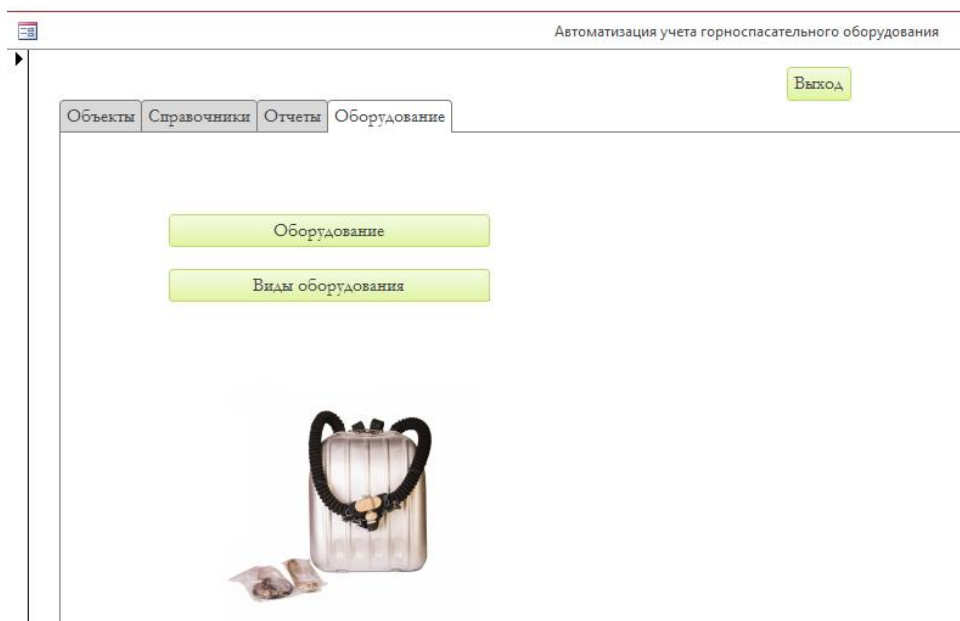 Автоматизация учета горноспасательного оборудования
Выход
Объекты Справочники Отчеты Оборудование
Оборудование
Виды оборудования